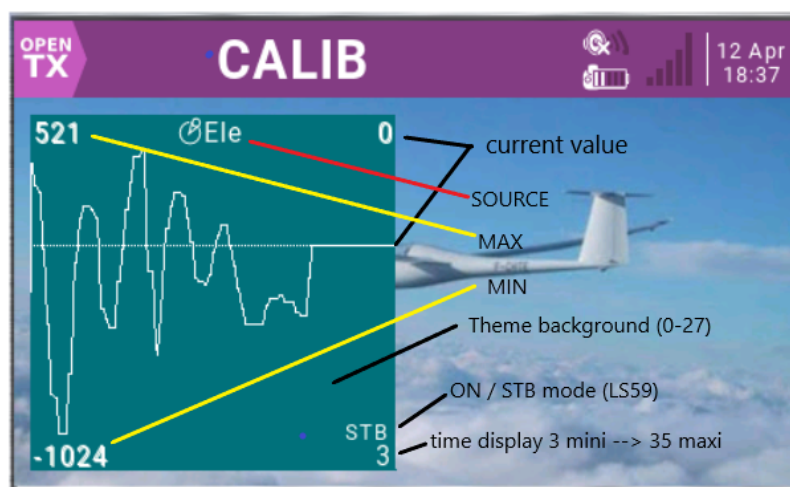 OPEN
TX
CALIB
12 Apr
18:37
521
Ele
0
current value
SOURCE
MAX
MIN
Theme background (0-27)
ON / STB mode (LS59)
STB
time display 3 mini --> 35 maxi
3
-1024